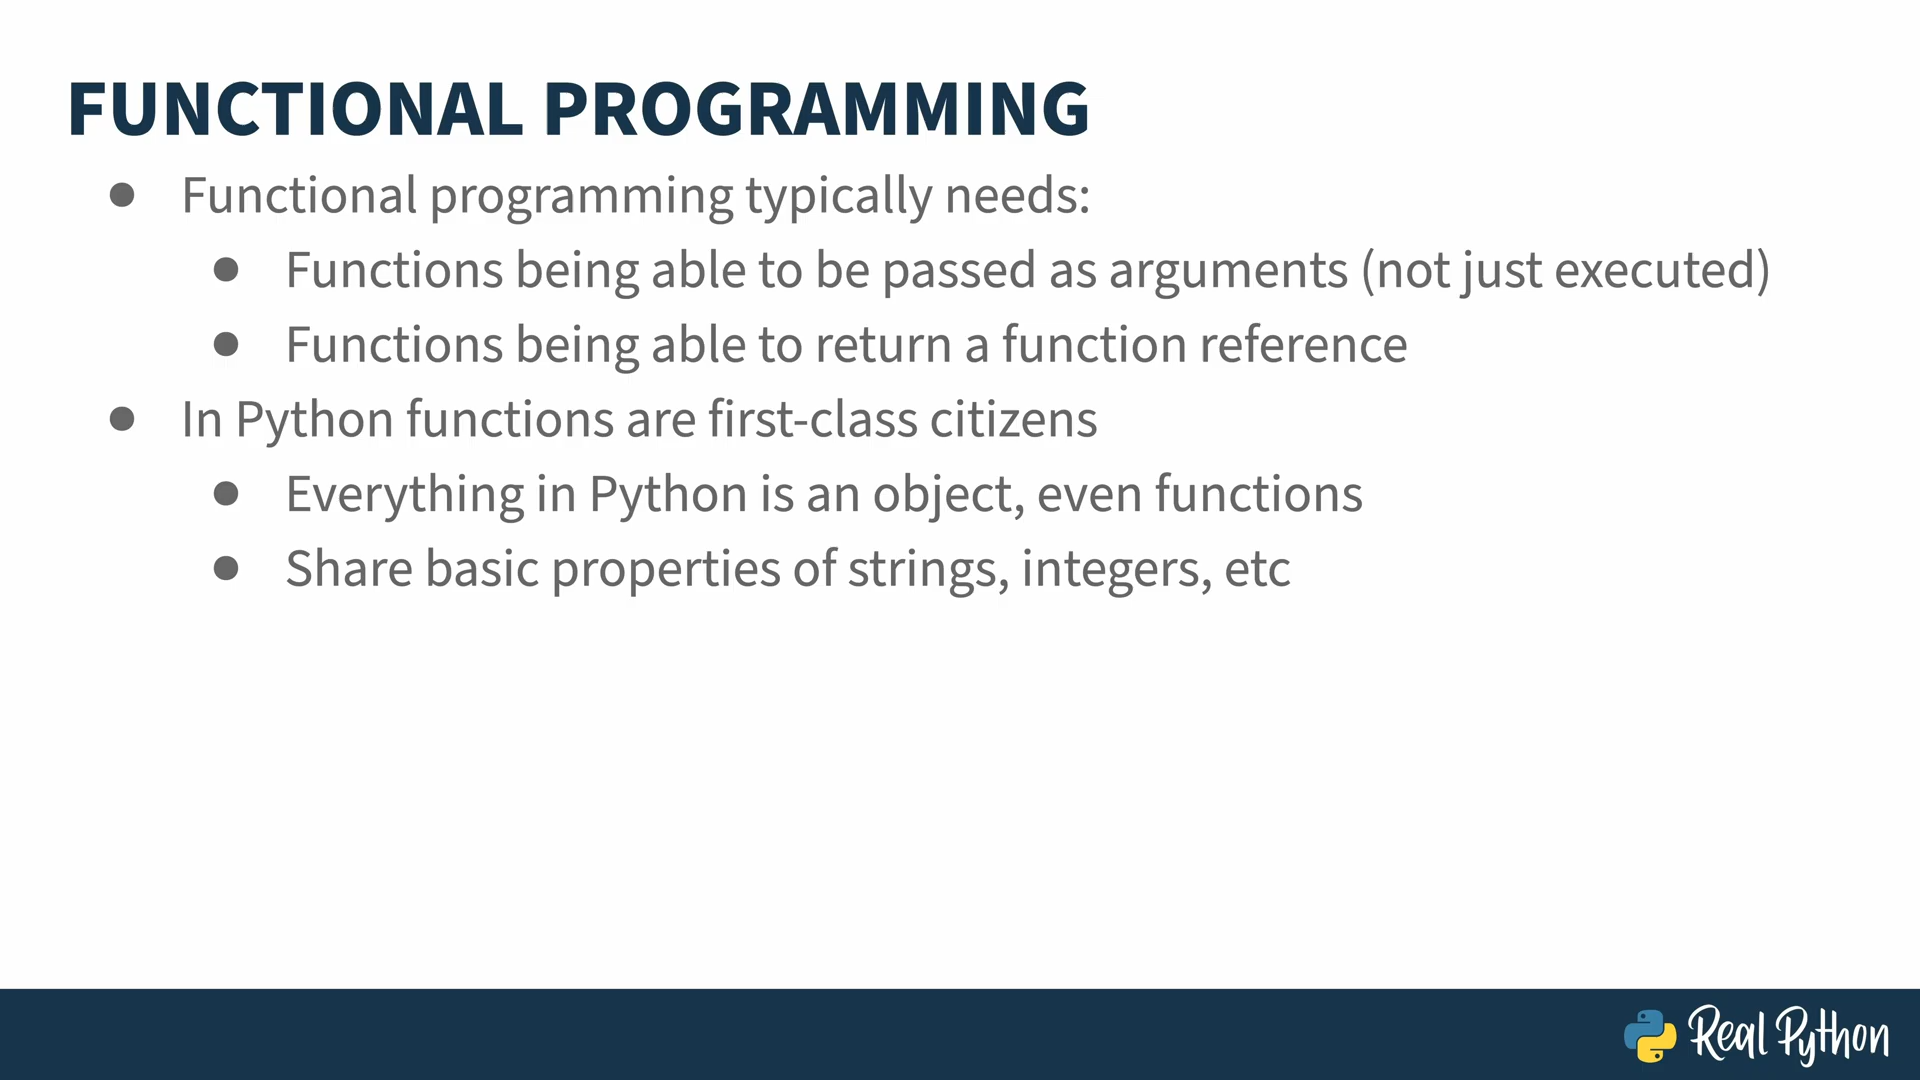 FUNCTIONAL PROGRAMMING
● Functional programming typically needs:
● Functions being able to be passed as arguments (not just executed)
● Functions being able to return a function reference
● In Python functions are first-class citizens
● Everything in Python is an object, even functions
● Share basic properties of strings, integers, etc
Real Python